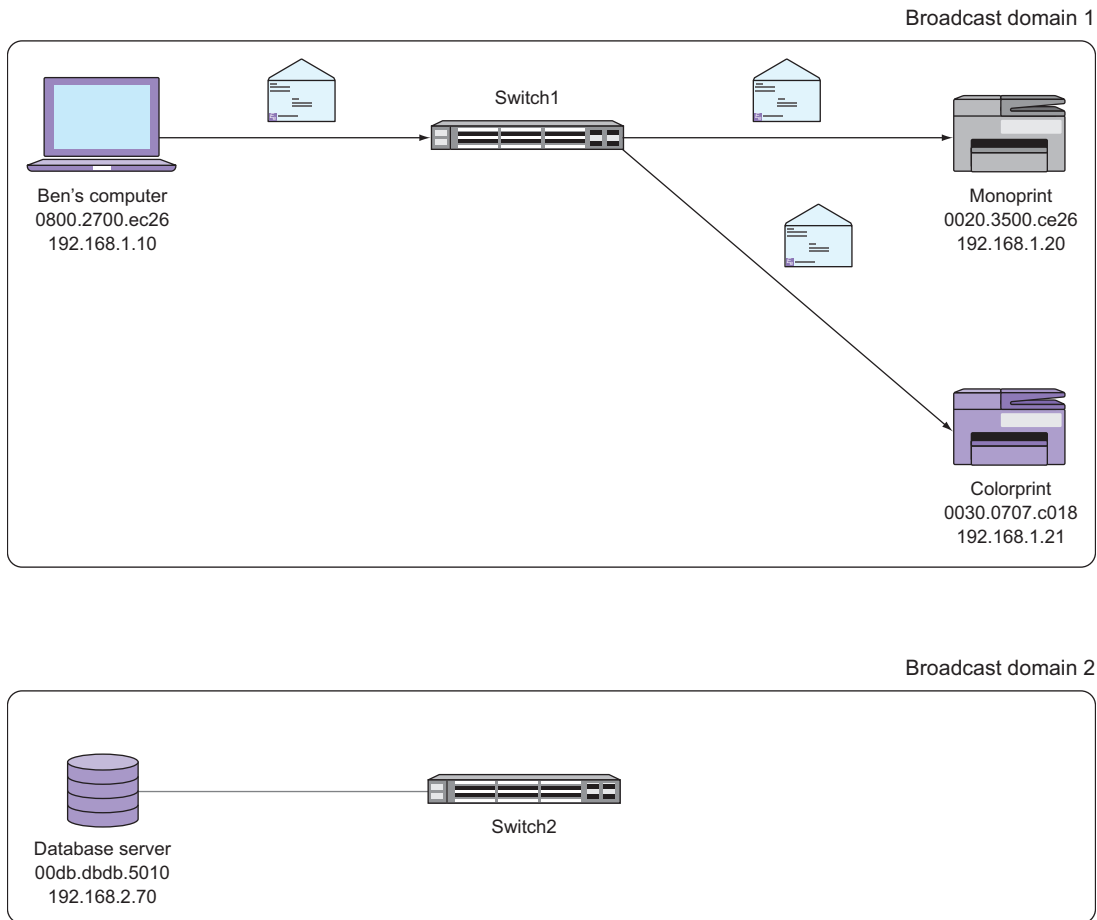 Broadcast domain 1
Switch1
Ben's computer
0800.2700.ec26
192.168.1.10
Monoprint
0020.3500.ce26
192.168.1.20
Colorprint
0030.0707.c018
192.168.1.21
Broadcast domain 2
Switch2
Database server
00db.dbdb.5010
192.168.2.70